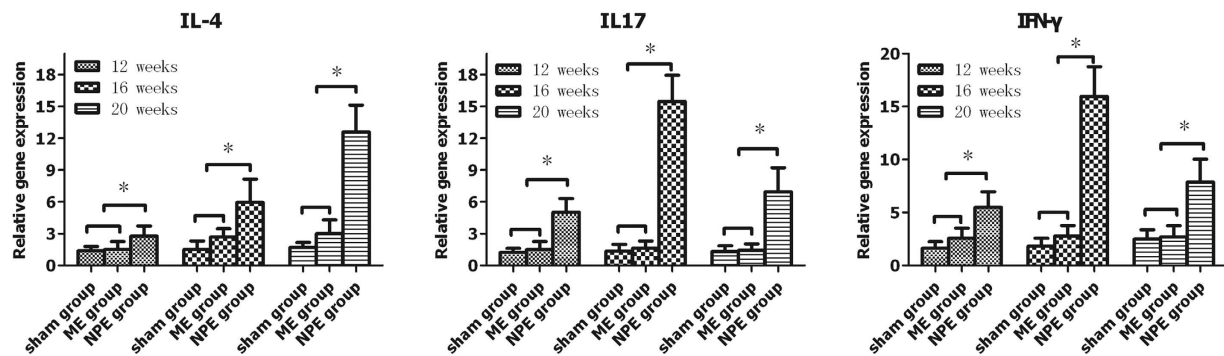 IL-4
Relative gene expression
18
15
12
9
6
3
0
12 weeks
16 weeks
20 weeks
*
*
*
sham group
ME group
NPE group
sham group
ME group
NPE group
sham group
ME group
NPE group
IL17
Relative gene expression
18
15
12
9
6
3
0
12 weeks
16 weeks
20 weeks
*
*
*
sham group
ME group
NPE group
sham group
ME group
NPE group
sham group
ME group
NPE group
IFN-γ
Relative gene expression
20
15
10
5
0
12 weeks
16 weeks
20 weeks
*
*
*
sham group
ME group
NPE group
sham group
ME group
NPE group
sham group
ME group
NPE group